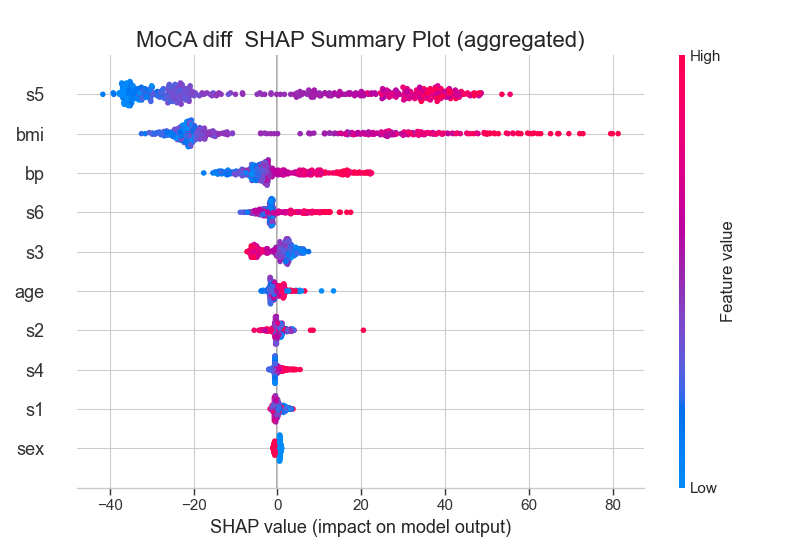 MoCA diff  SHAP Summary Plot (aggregated)
High
s5
bmi
bp
s6
s3
age
s2
s4
s1
sex
Feature value
Low
−40 −20 0 20 40 60 80
SHAP value (impact on model output)